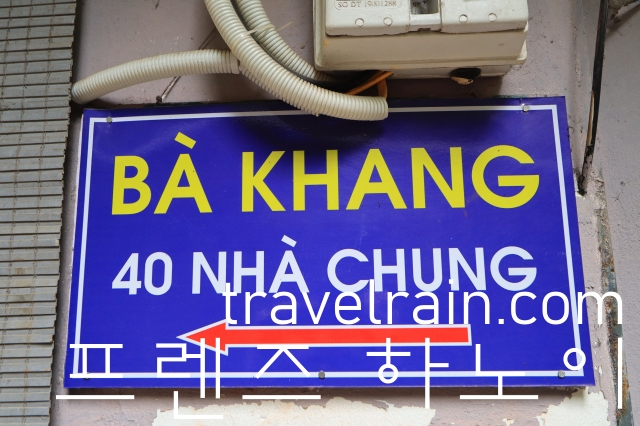 BÀ KHANG
40 NHÀ CHUNG
travelrain.com
프렌즈 하노이